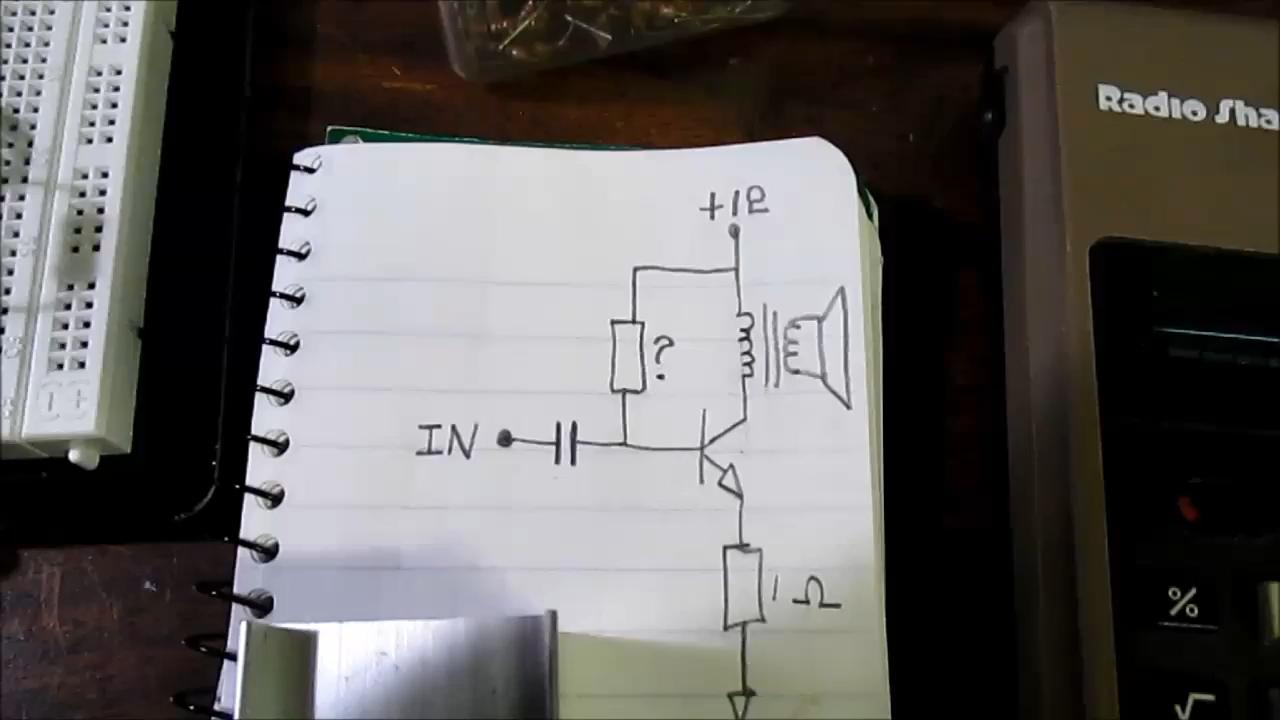 Radio Sha
+12
?
IN
1 Ω
%
√